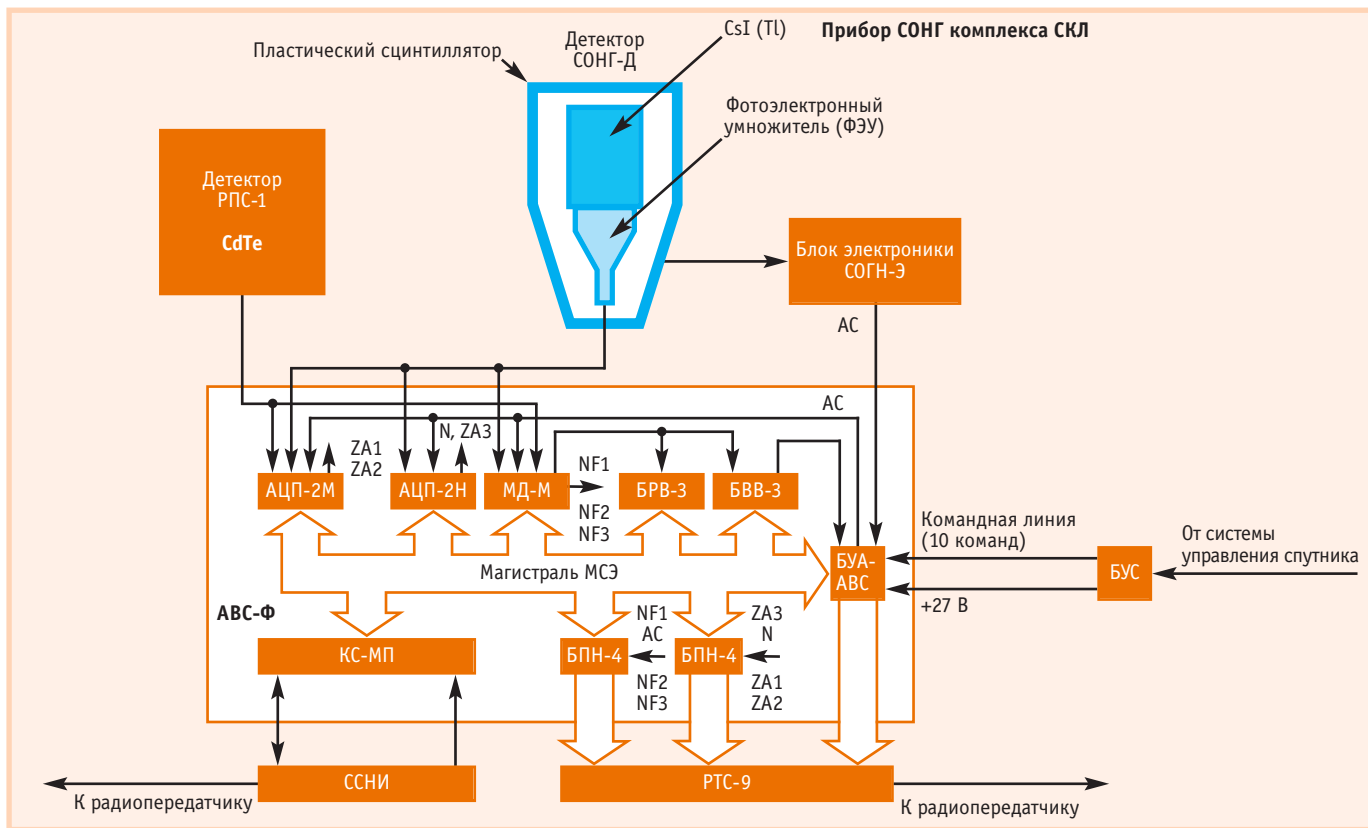 CsI (Tl)
Прибор СОНГ комплекса СКЛ
Пластический сцинтиллятор
Детектор
СОНГ-Д
Фотоэлектронный
умножитель (ФЭУ)
Детектор
РПС-1
CdTe
Блок электроники
СОГН-Э
АС
АС
ZA1
ZA2
N, ZA3
NF1
NF2
NF3
АЦП-2М
АЦП-2Н
МД-М
БРВ-3
БВВ-3
Командная линия
(10 команд)
От системы
управления спутника
БУА-
АВС
БУС
+27 В
Магистраль МСЭ
АВС-Ф
КС-МП
БПН-4
NF1
АС
NF2
NF3
БПН-4
ZA3
N
ZA1
ZA2
ССНИ
РТС-9
К радиопередатчику
К радиопередатчику